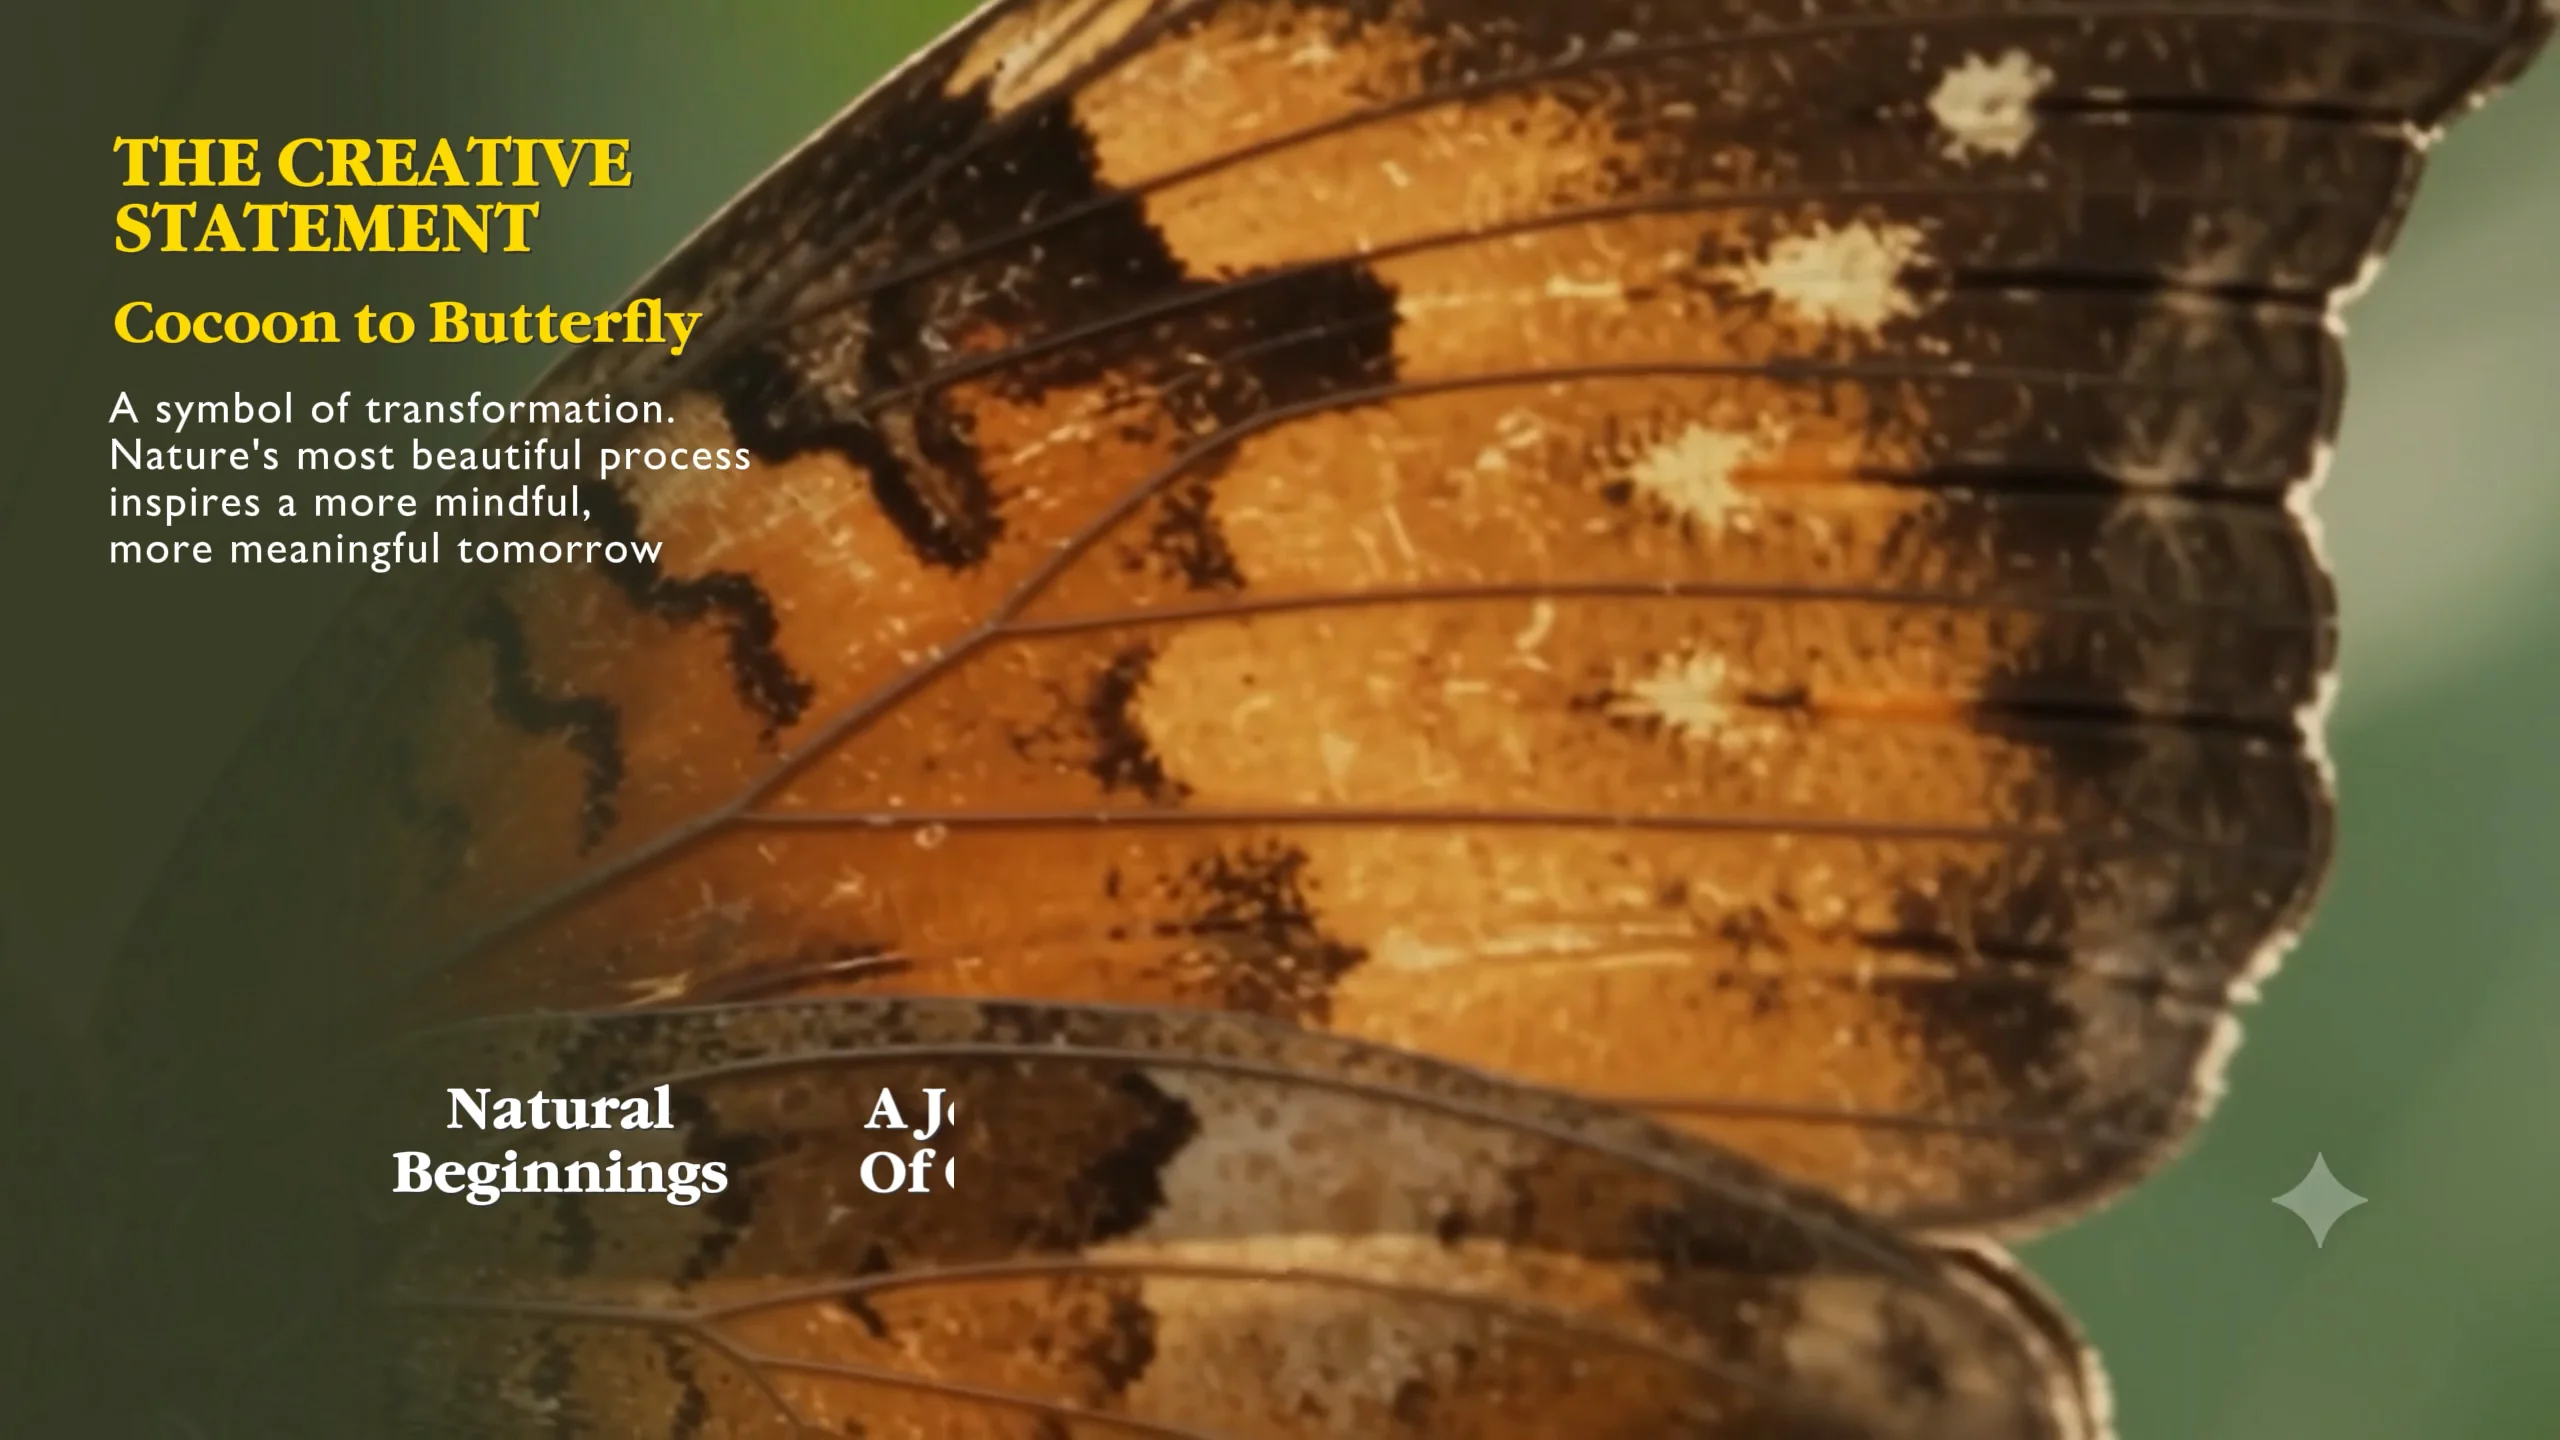 THE CREATIVE
STATEMENT
Cocoon to Butterfly
A symbol of transformation.
Nature's most beautiful process
inspires a more mindful,
more meaningful tomorrow
Natural
Beginnings
A
Of